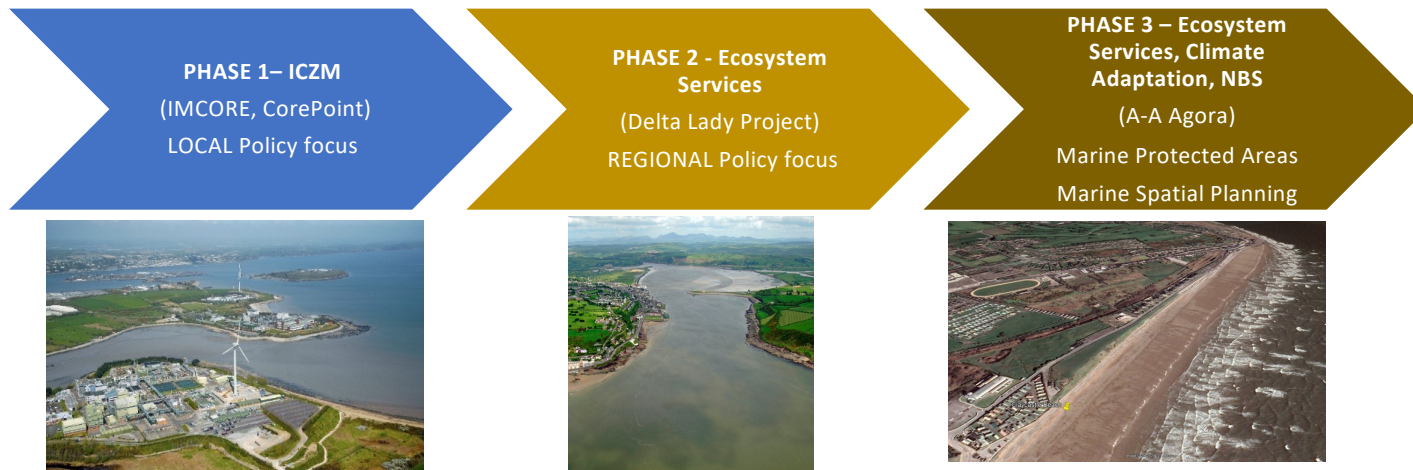 PHASE 1– ICZM
(IMCORE, CorePoint)
LOCAL Policy focus
PHASE 2 - Ecosystem
Services
(Delta Lady Project)
REGIONAL Policy focus
PHASE 3 – Ecosystem
Services, Climate
Adaptation, NBS
(A-A Agora)
Marine Protected Areas
Marine Spatial Planning